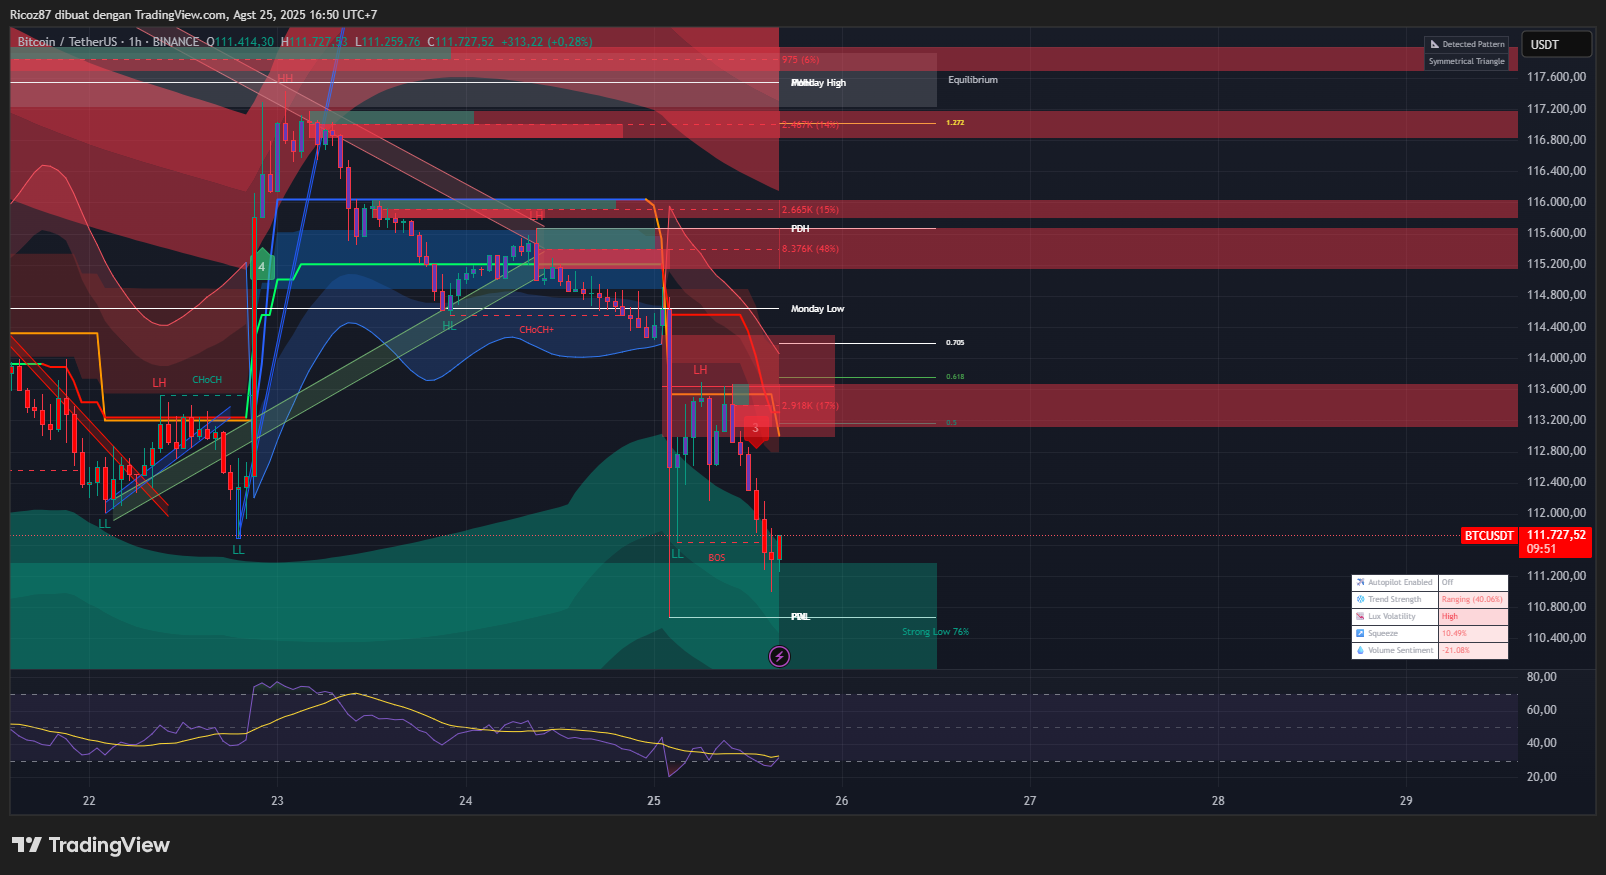 Ricoz87 dibuat dengan TradingView.com, Agst 25, 2025 16:50 UTC+7
Bitcoin / TetherUS · 1h · BINANCE O111.414,30 H111.727,53 L111.259,76 C111.727,52 +313,22 (+0,28%)
Detected Pattern
Symmetrical Triangle
USDT
975 (6%)
Monday High
Equilibrium
HH
2.487K (14%)
1.272
2.665K (15%)
LH
PDH
8.376K (48%)
4
Monday Low
HL
CHoCH+
0.705
LH
CHoCH
LH
0.618
2.918K (17%)
0.5
3
LL
LL
LL
BOS
BTCUSDT
111.727,52
09:51
PDL
Strong Low 76%
117.600,00
117.200,00
116.800,00
116.400,00
116.000,00
115.600,00
115.200,00
114.800,00
114.400,00
114.000,00
113.600,00
113.200,00
112.800,00
112.400,00
112.000,00
111.200,00
110.800,00
110.400,00
Autopilot Enabled Off
Trend Strength Ranging (40.06%)
Lux Volatility High
Squeeze 10.49%
Volume Sentiment -21.08%
80,00
60,00
40,00
20,00
22 23 24 25 26 27 28 29
TradingView